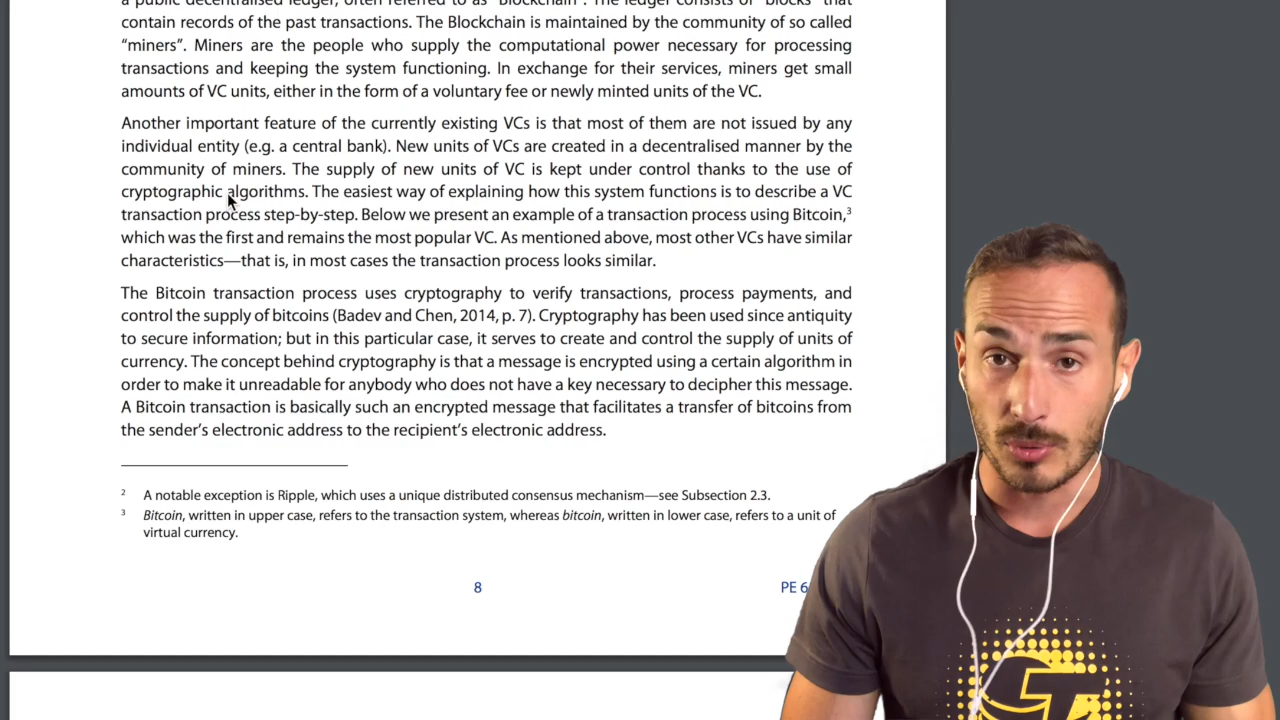 a public decentralised ledger, often referred to as "Blockchain". The ledger consists of "blocks" that
contain records of the past transactions. The Blockchain is maintained by the community of so called
“miners”. Miners are the people who supply the computational power necessary for processing
transactions and keeping the system functioning. In exchange for their services, miners get small
amounts of VC units, either in the form of a voluntary fee or newly minted units of the VC.
Another important feature of the currently existing VCs is that most of them are not issued by any
individual entity (e.g. a central bank). New units of VCs are created in a decentralised manner by the
community of miners. The supply of new units of VC is kept under control thanks to the use of
cryptographic algorithms. The easiest way of explaining how this system functions is to describe a VC
transaction process step-by-step. Below we present an example of a transaction process using Bitcoin,³
which was the first and remains the most popular VC. As mentioned above, most other VCs have similar
characteristics—that is, in most cases the transaction process looks similar.
The Bitcoin transaction process uses cryptography to verify transactions, process payments, and
control the supply of bitcoins (Badev and Chen, 2014, p. 7). Cryptography has been used since antiquity
to secure information; but in this particular case, it serves to create and control the supply of units of
currency. The concept behind cryptography is that a message is encrypted using a certain algorithm in
order to make it unreadable for anybody who does not have a key necessary to decipher this message.
A Bitcoin transaction is basically such an encrypted message that facilitates a transfer of bitcoins from
the sender’s electronic address to the recipient’s electronic address.
² A notable exception is Ripple, which uses a unique distributed consensus mechanism—see Subsection 2.3.
³ Bitcoin, written in upper case, refers to the transaction system, whereas bitcoin, written in lower case, refers to a unit of
virtual currency.
8 PE 6